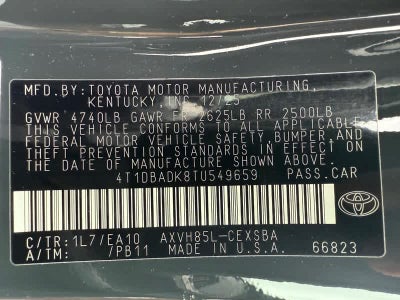 MFD.BY:TOYOTA MOTOR MANUFACTURING,
KENTUCKY,INC. 12/25
GVWR 4740LB GAWR FR 2625LB RR 2500LB
THIS VEHICLE CONFORMS TO ALL APPLICABLE
FEDERAL MOTOR VEHICLE SAFETY, BUMPER, AND
THEFT PREVENTION STANDARDS IN EFFECT ON THE
DATE OF MANUFACTURE SHOWN ABOVE.
4T1DBADK8TU549659 PASS.CAR
C/TR:1L7/EA10 AXVH85L-CEXSBA
A/TM: /PB11 MADE IN U.S.A. 66823
TOYOTA